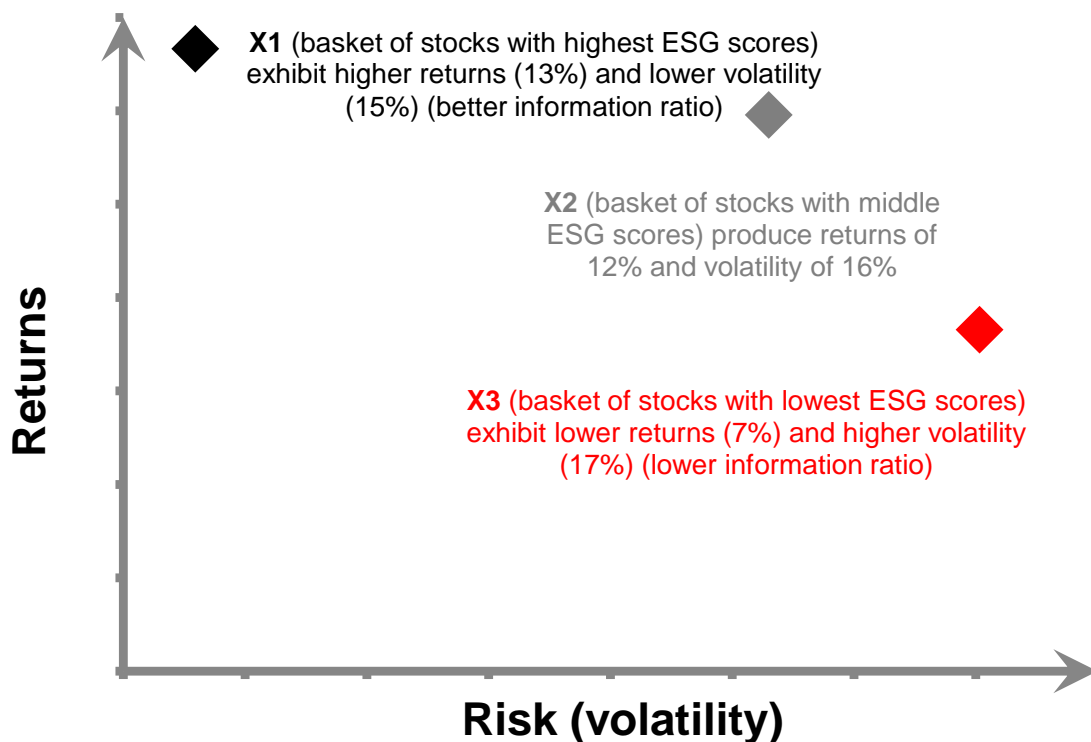 X1 (basket of stocks with highest ESG scores)
exhibit higher returns (13%) and lower volatility
(15%) (better information ratio)
X2 (basket of stocks with middle
ESG scores) produce returns of
12% and volatility of 16%
X3 (basket of stocks with lowest ESG scores)
exhibit lower returns (7%) and higher volatility
(17%) (lower information ratio)
Returns
Risk (volatility)